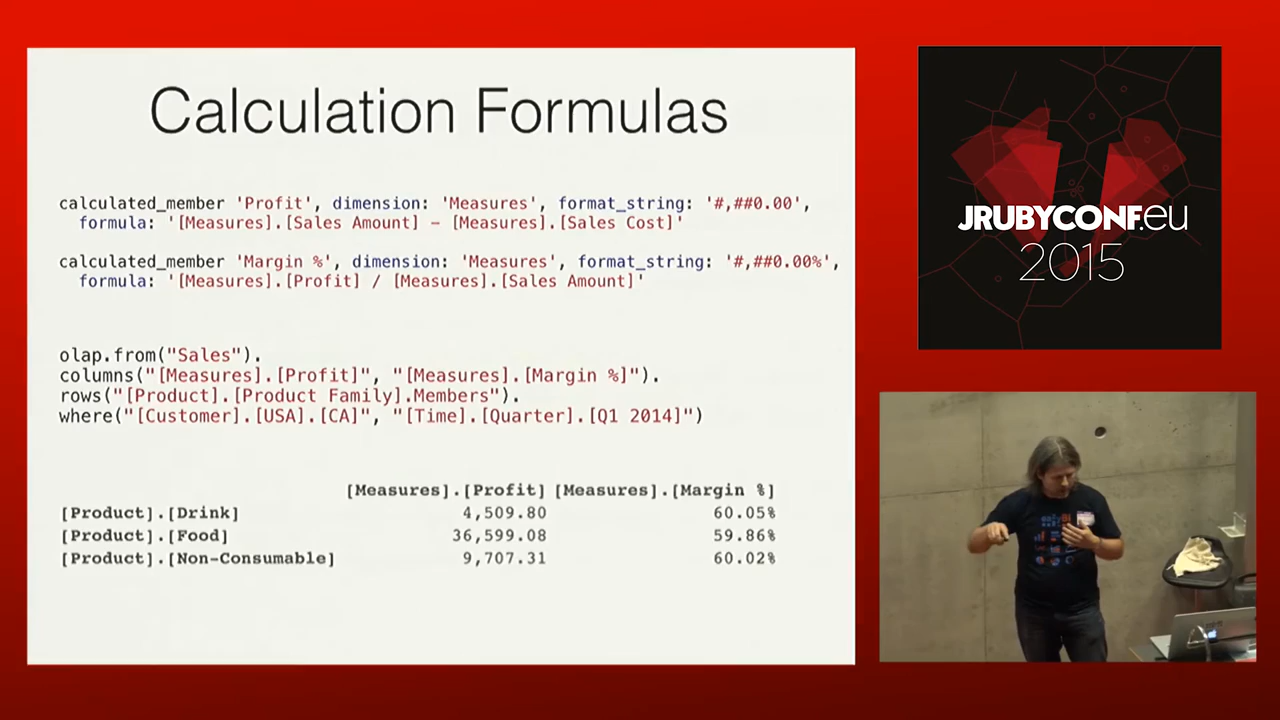 Calculation Formulas
calculated_member 'Profit', dimension: 'Measures', format_string: '#,##0.00',
formula: '[Measures].[Sales Amount] - [Measures].[Sales Cost]'
calculated_member 'Margin %', dimension: 'Measures', format_string: '#,##0.00%',
formula: '[Measures].[Profit] / [Measures].[Sales Amount]'
olap.from("Sales").
columns("[Measures].[Profit]", "[Measures].[Margin %]").
rows("[Product].[Product Family].Members").
where("[Customer].[USA].[CA]", "[Time].[Quarter].[Q1 2014]")
[Measures].[Profit] [Measures].[Margin %]
[Product].[Drink] 4,509.80 60.05%
[Product].[Food] 36,599.08 59.86%
[Product].[Non-Consumable] 9,707.31 60.02%
JRUBYCONF.eu
2015